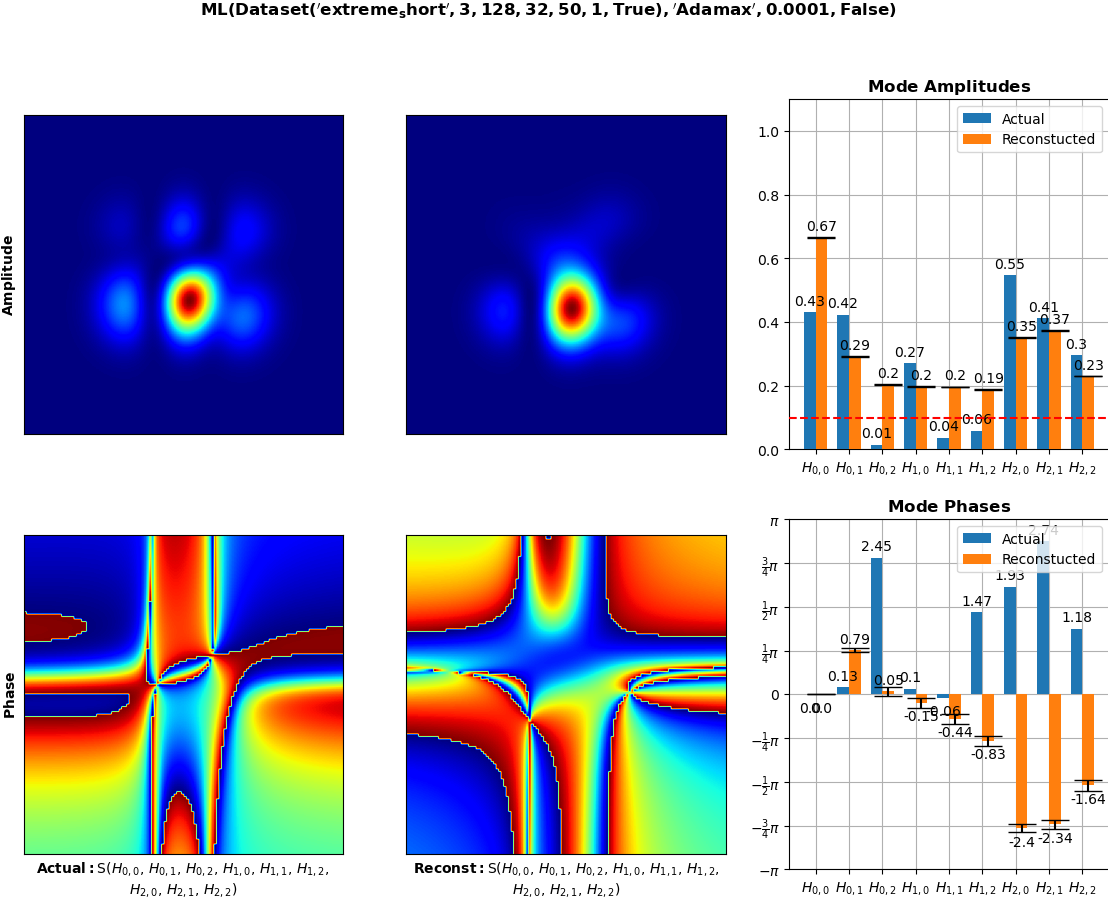 ML(Dataset('extreme_short', 3, 128, 32, 50, 1, True), 'Adamax', 0.0001, False)
Amplitude
Mode Amplitudes
Actual
Reconstucted
1.0
0.8
0.6
0.4
0.2
0.0
0.43 0.67
0.42 0.29
0.01 0.2
0.27 0.2
0.04 0.2
0.06 0.19
0.55 0.35
0.41 0.37
0.3 0.23
H0,0 H0,1 H0,2 H1,0 H1,1 H1,2 H2,0 H2,1 H2,2
Phase
Mode Phases
Actual
Reconstucted
π
3/4π
1/2π
1/4π
0
−1/4π
−1/2π
−3/4π
−π
0.0 0.0
0.13 0.79
2.45 0.05
0.1 -0.15
-0.06 -0.44
1.47 -0.83
1.93 -2.4
2.74 -2.34
1.18 -1.64
H0,0 H0,1 H0,2 H1,0 H1,1 H1,2 H2,0 H2,1 H2,2
Actual: S(H0,0, H0,1, H0,2, H1,0, H1,1, H1,2,
H2,0, H2,1, H2,2)
Reconst: S(H0,0, H0,1, H0,2, H1,0, H1,1, H1,2,
H2,0, H2,1, H2,2)